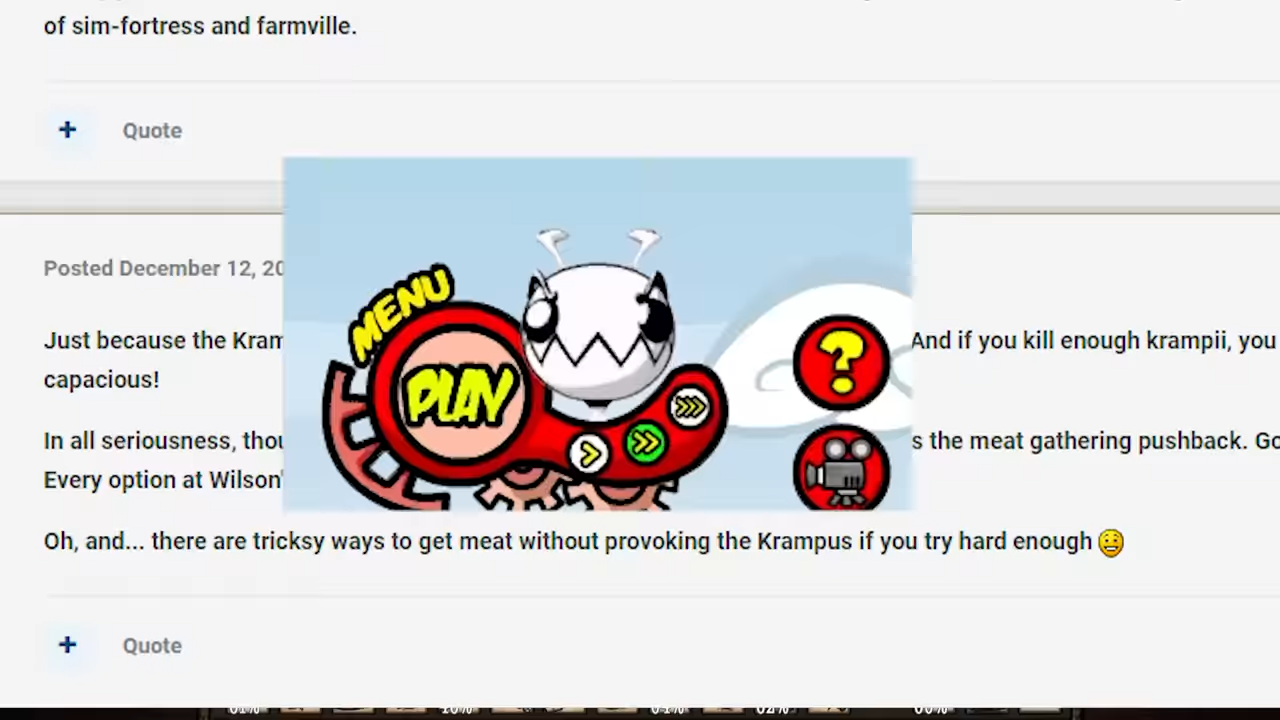 of sim-fortress and farmville.
+ Quote
Posted December 12, 20
MENU
PLAY
?
Just because the Kram
And if you kill enough krampii, you
capacious!
In all seriousness, thou
s the meat gathering pushback. Go
Every option at Wilson'
Oh, and... there are tricksy ways to get meat without provoking the Krampus if you try hard enough
+ Quote